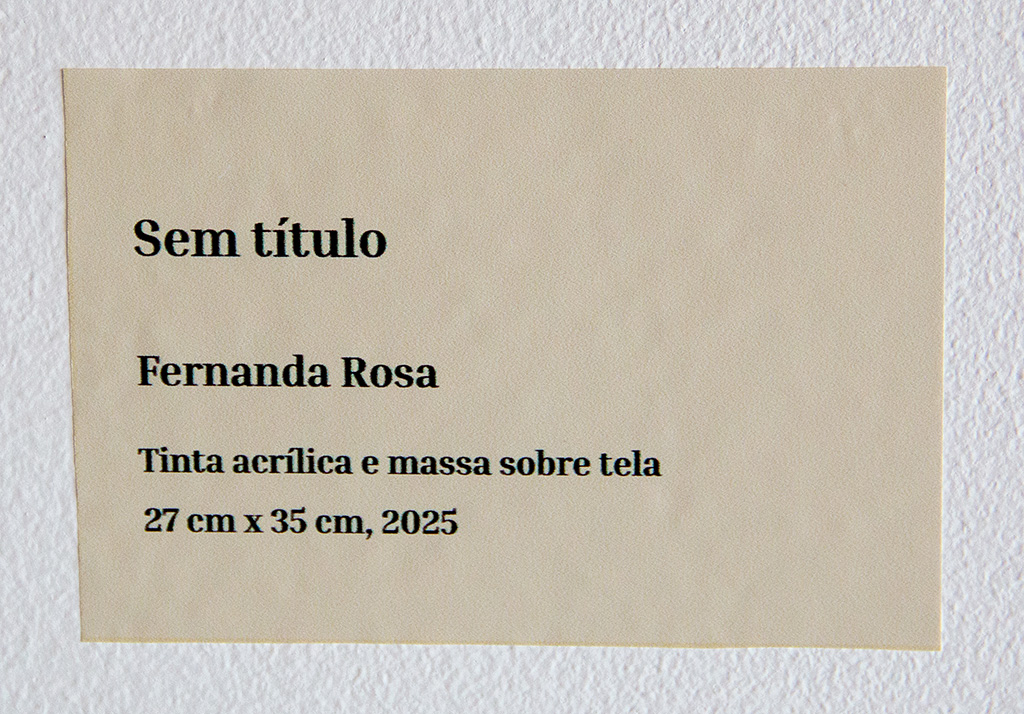 Sem título
Fernanda Rosa
Tinta acrílica e massa sobre tela
27 cm x 35 cm, 2025